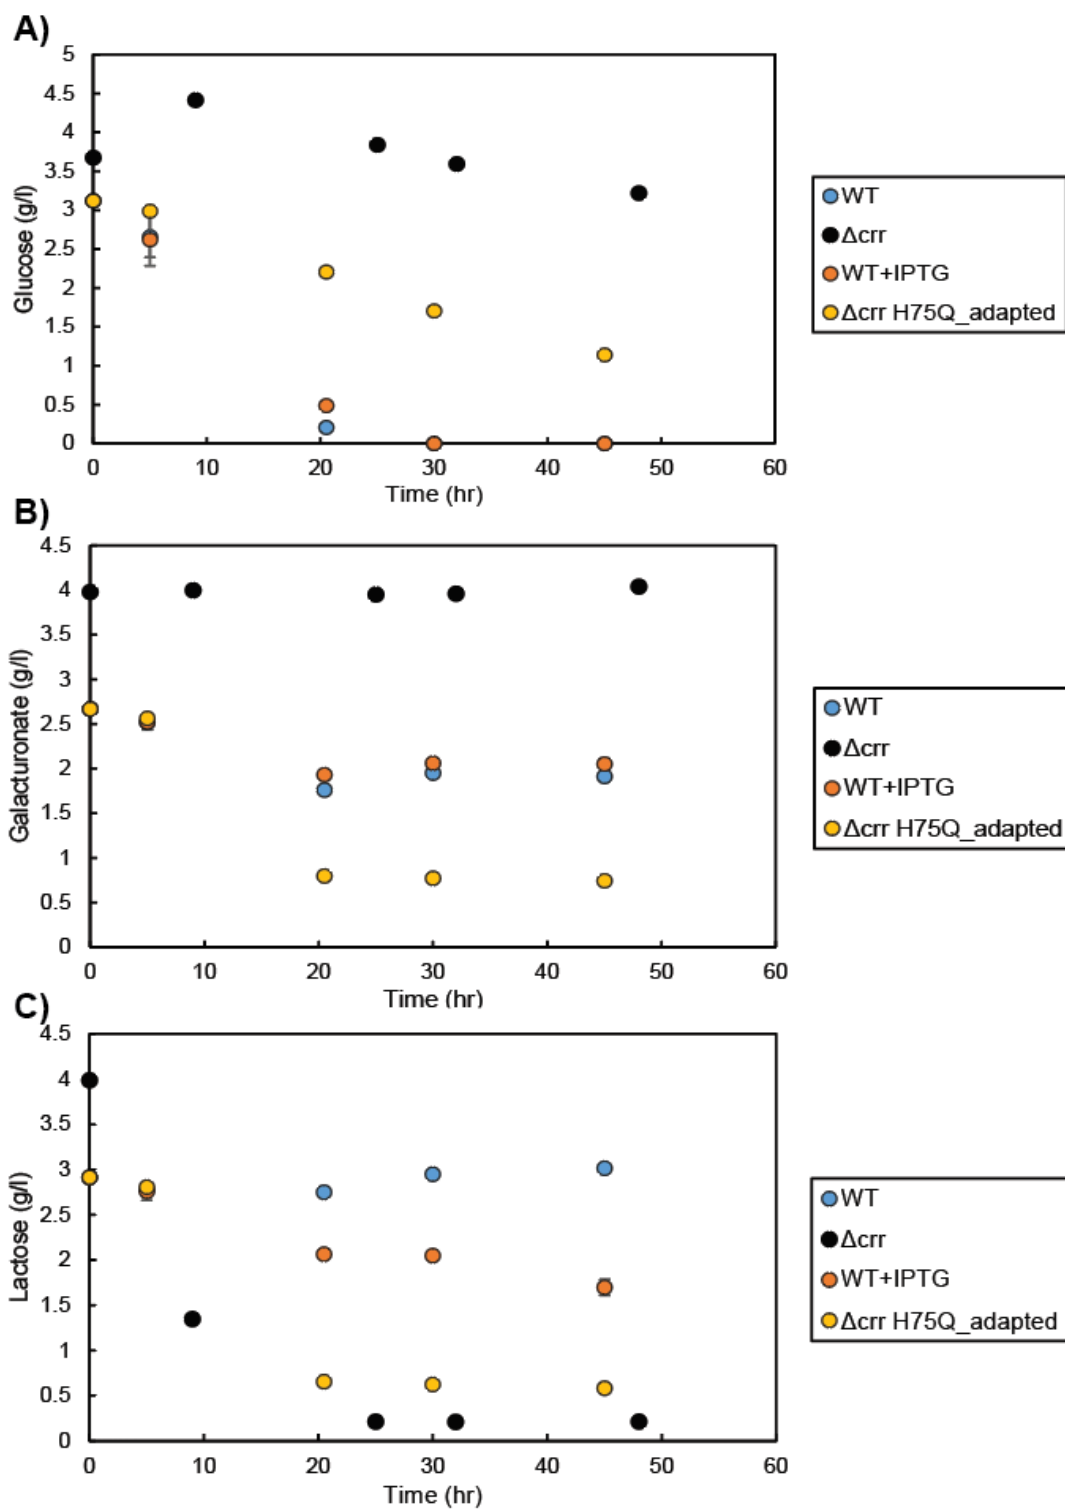 A)
5
4.5
4
3.5
3
2.5
2
1.5
1
0.5
0
Glucose (g/l)
0 10 20 30 40 50 60
Time (hr)
WT
Δcrr
WT+IPTG
Δcrr H75Q_adapted
B)
4.5
4
3.5
3
2.5
2
1.5
1
0.5
0
Galacturonate (g/l)
0 10 20 30 40 50 60
Time (hr)
WT
Δcrr
WT+IPTG
Δcrr H75Q_adapted
C)
4.5
4
3.5
3
2.5
2
1.5
1
0.5
0
Lactose (g/l)
0 10 20 30 40 50 60
Time (hr)
WT
Δcrr
WT+IPTG
Δcrr H75Q_adapted